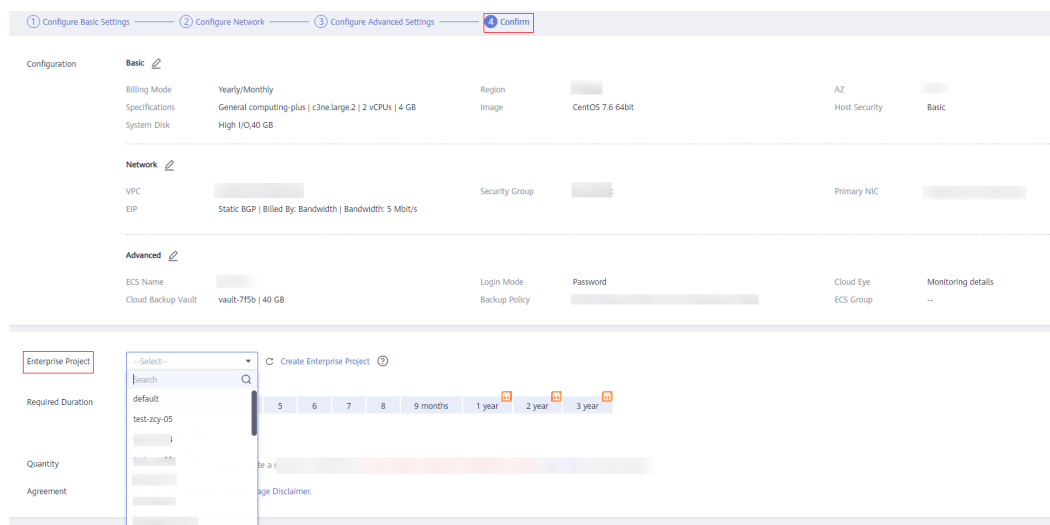 1 Configure Basic Settings 2 Configure Network 3 Configure Advanced Settings 4 Confirm
Configuration Basic
Billing Mode Yearly/Monthly Region AZ
Specifications General computing-plus | c3ne.large.2 | 2 vCPUs | 4 GB Image CentOS 7.6 64bit Host Security Basic
System Disk High I/O,40 GB
Network
VPC Security Group Primary NIC
EIP Static BGP | Billed By: Bandwidth | Bandwidth: 5 Mbit/s
Advanced
ECS Name Login Mode Password Cloud Eye Monitoring details
Cloud Backup Vault vault-7f5b | 40 GB Backup Policy ECS Group --
Enterprise Project --Select-- Create Enterprise Project ?
Search
default
Required Duration 5 6 7 8 9 months 1 year 2 year 3 year
test-zcy-05
Quantity te a
Agreement age Disclaimer.